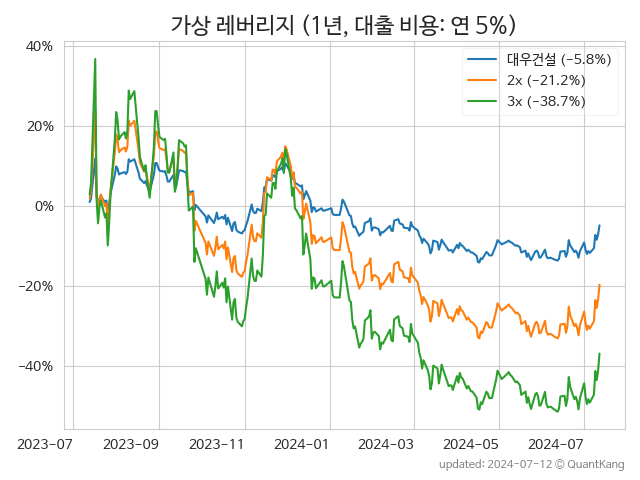 가상 레버리지 (1년, 대출 비용: 연 5%)
대우건설 (−5.8%)
2x (−21.2%)
3x (−38.7%)
40%
20%
0%
−20%
−40%
2023-07
2023-09
2023-11
2024-01
2024-03
2024-05
2024-07
updated: 2024-07-12 © QuantKang